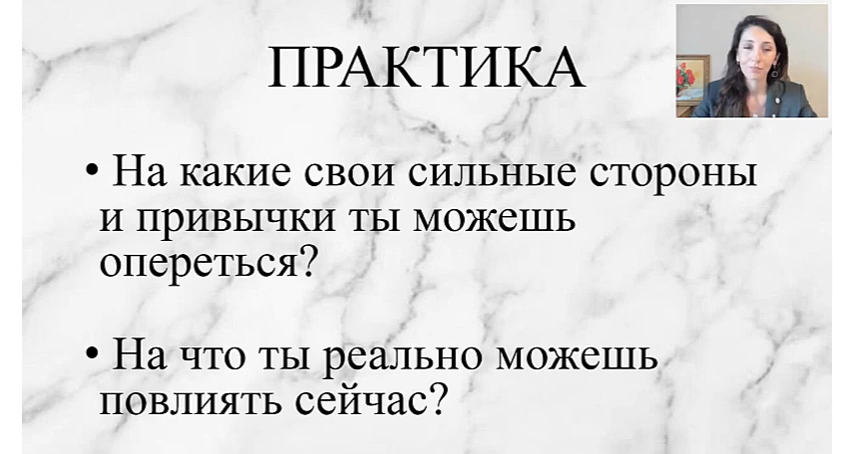 ПРАКТИКА
• На какие свои сильные стороны
и привычки ты можешь
опереться?
• На что ты реально можешь
повлиять сейчас?